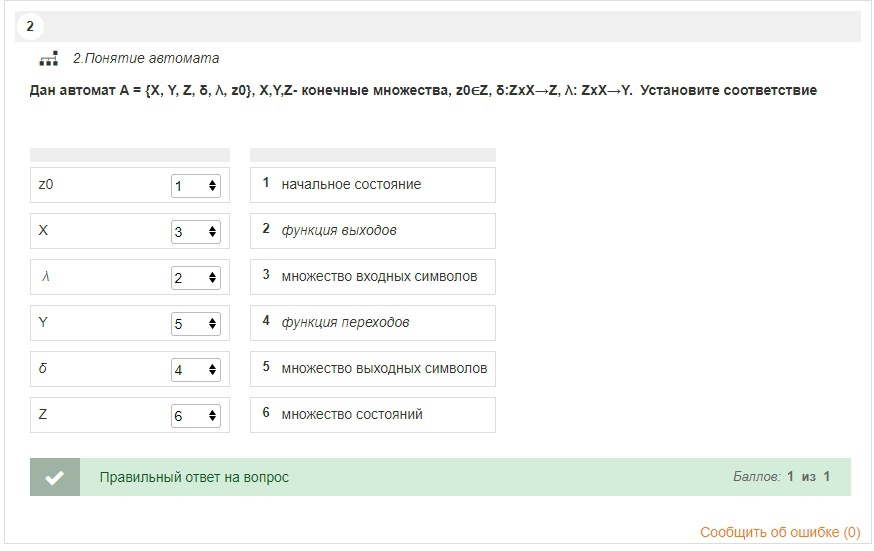 2
2.Понятие автомата
Дан автомат A = {X, Y, Z, δ, λ, z0}, X,Y,Z- конечные множества, z0∈Z, δ:ZxX→Z, λ: ZxX→Y. Установите соответствие
z0 1 1 начальное состояние
X 3 2 функция выходов
λ 2 3 множество входных символов
Y 5 4 функция переходов
δ 4 5 множество выходных символов
Z 6 6 множество состояний
Правильный ответ на вопрос Баллов: 1 из 1
Сообщить об ошибке (0)